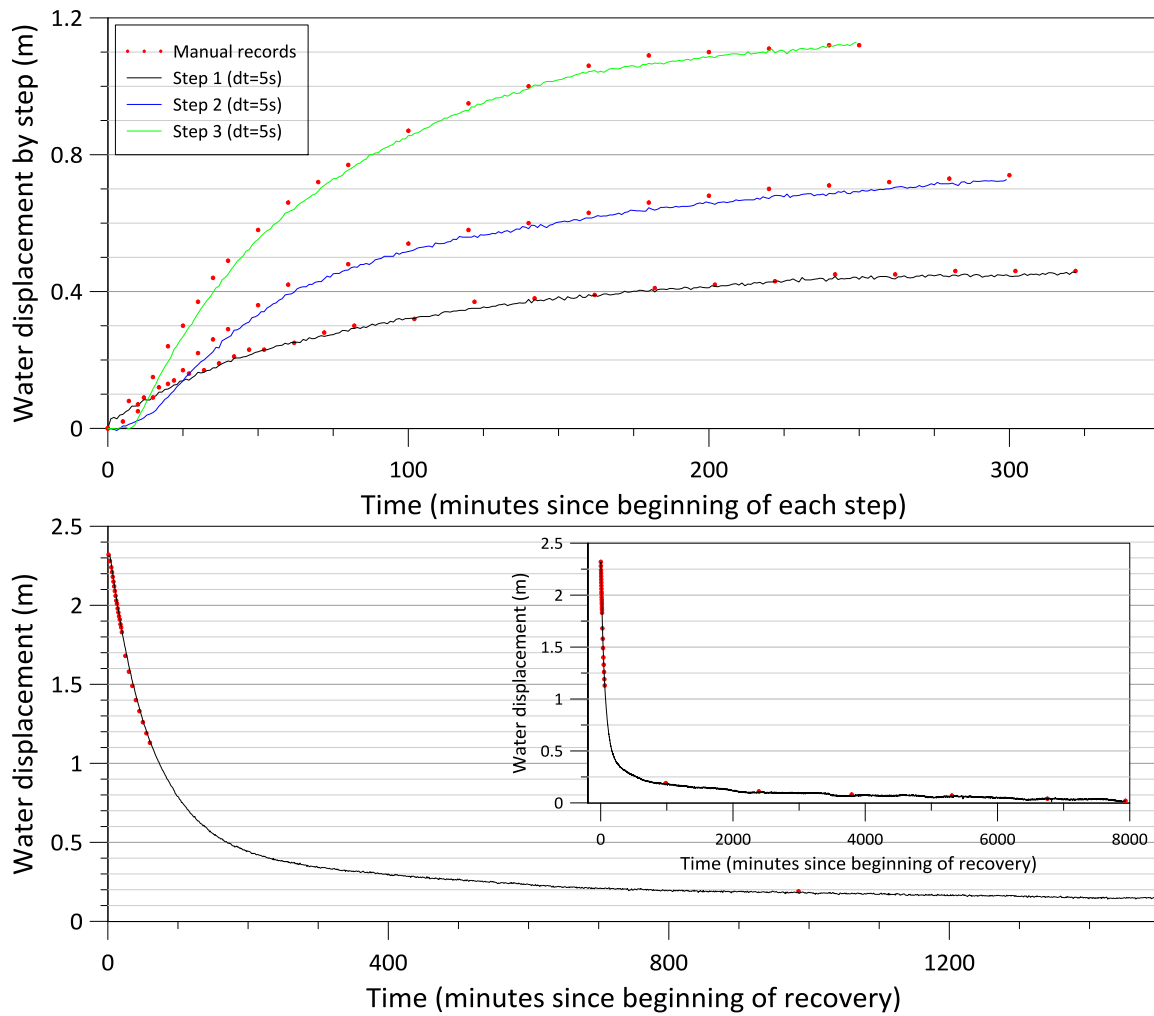 Water displacement by step (m)
1.2
0.8
0.4
0
Manual records
Step 1 (dt=5s)
Step 2 (dt=5s)
Step 3 (dt=5s)
0 100 200 300
Time (minutes since beginning of each step)
Water displacement (m)
2.5
2
1.5
1
0.5
0
Water displacement (m)
2.5
2
1.5
1
0.5
0
0 2000 4000 6000 8000
Time (minutes since beginning of recovery)
0 400 800 1200
Time (minutes since beginning of recovery)